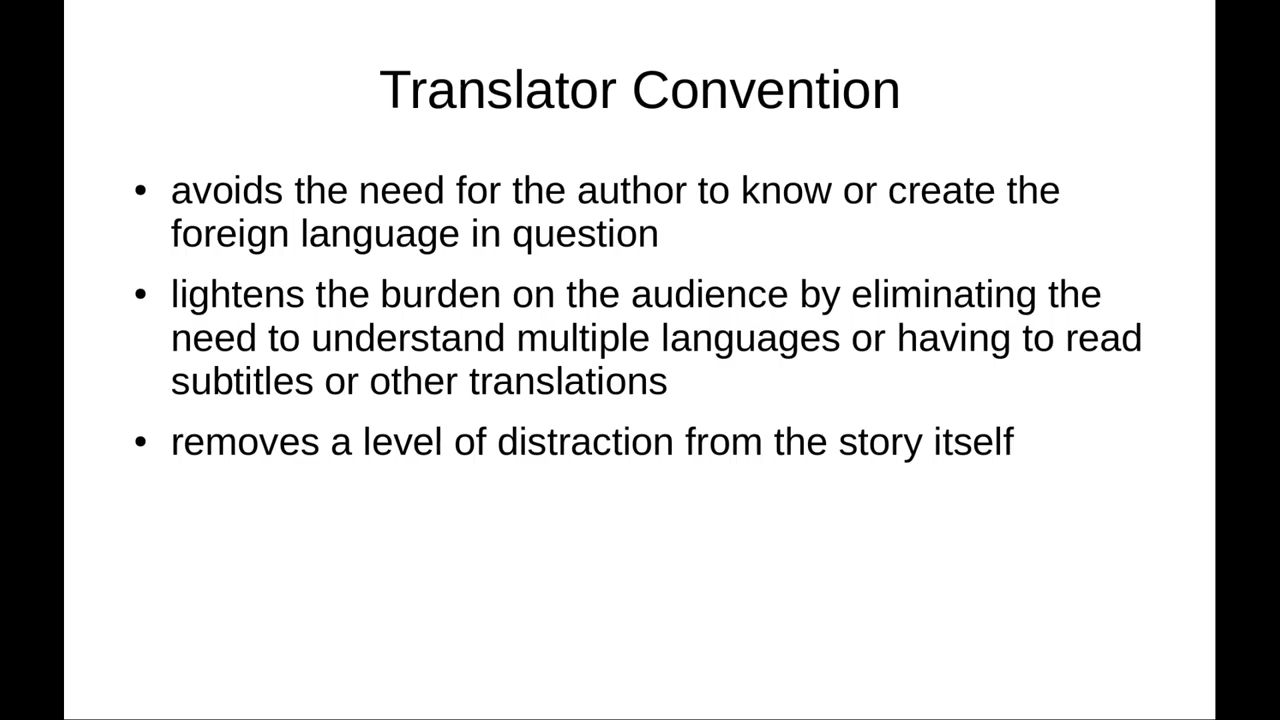 Translator Convention
• avoids the need for the author to know or create the
foreign language in question
• lightens the burden on the audience by eliminating the
need to understand multiple languages or having to read
subtitles or other translations
• removes a level of distraction from the story itself